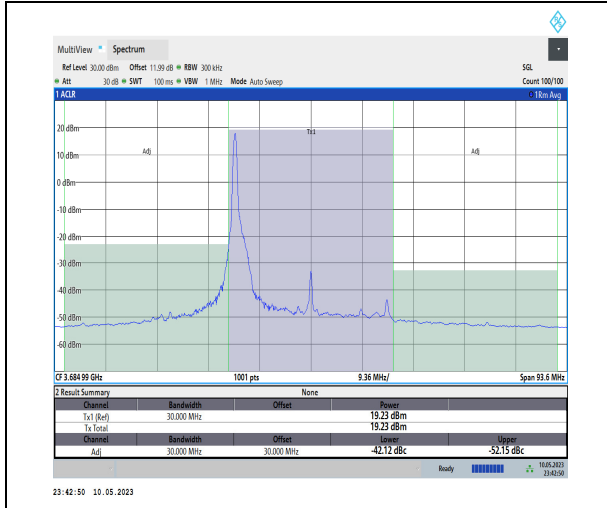 MultiView Spectrum
Ref Level 30.00 dBm Offset 11.99 dB RBW 300 kHz SGL
Att 30 dB SWT 100 ms VBW 1 MHz Mode Auto Sweep Count 100/100
1 ACLR 1Rm Avg
Tx1
20 dBm
Adj Adj
10 dBm
0 dBm
-10 dBm
-20 dBm
-30 dBm
-40 dBm
-50 dBm
-60 dBm
CF 3.684 99 GHz 1001 pts 9.36 MHz/ Span 93.6 MHz
2 Result Summary None
Channel Bandwidth Offset Power
Tx1 (Ref) 30.000 MHz 19.23 dBm
Tx Total 19.23 dBm
Channel Bandwidth Offset Lower Upper
Adj 30.000 MHz 30.000 MHz -42.12 dBc -52.15 dBc
Ready 10.05.2023
23:42:50
23:42:50 10.05.2023